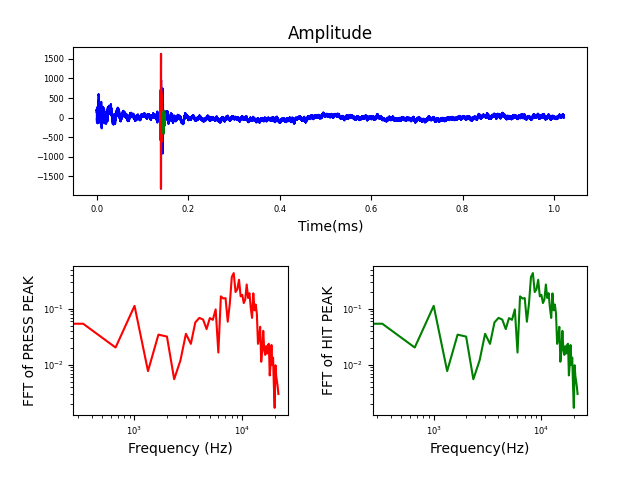 Amplitude
1500
1000
500
0
−500
−1000
−1500
0.0 0.2 0.4 0.6 0.8 1.0
Time(ms)
FFT of PRESS PEAK
10⁻¹
10⁻²
10³ 10⁴
Frequency (Hz)
FFT of HIT PEAK
10⁻¹
10⁻²
10³ 10⁴
Frequency(Hz)